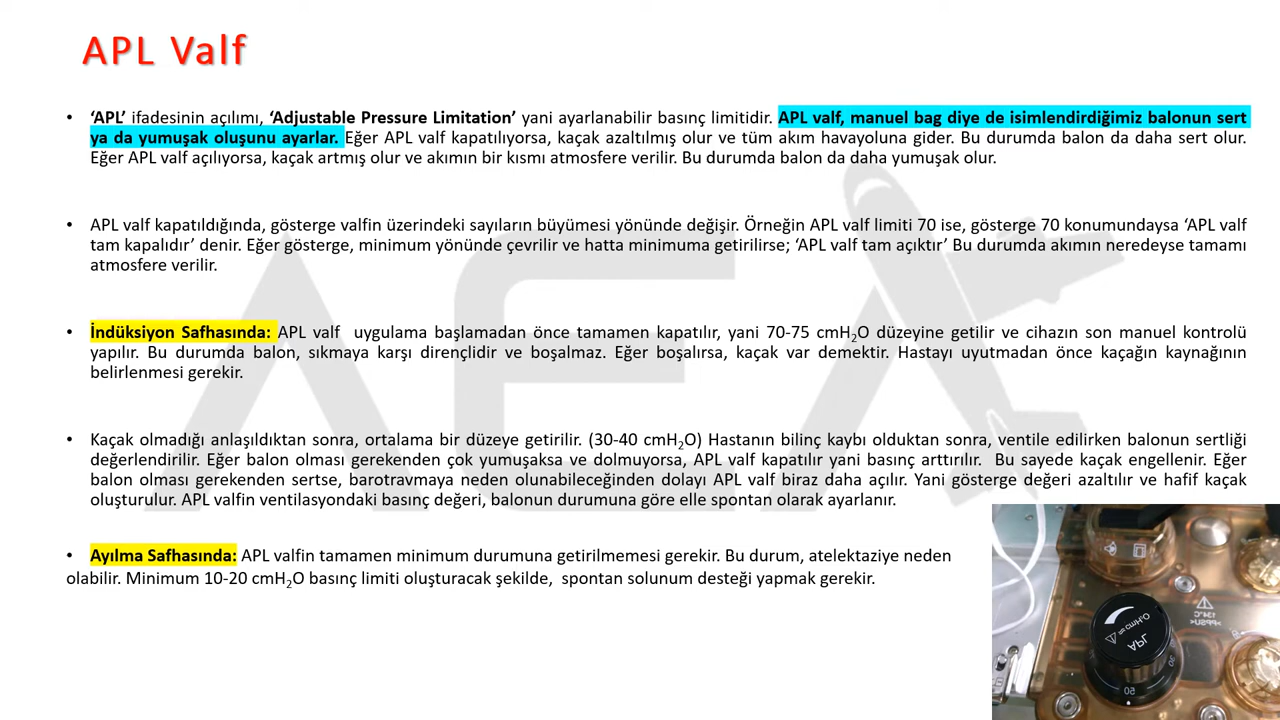 APL Valf
• ‘APL’ ifadesinin açılımı, ‘Adjustable Pressure Limitation’ yani ayarlanabilir basınç limitidir. APL valf, manuel bag diye de isimlendirdiğimiz balonun sert
ya da yumuşak oluşunu ayarlar. Eğer APL valf kapatılıyorsa, kaçak azaltılmış olur ve tüm akım havayoluna gider. Bu durumda balon da daha sert olur.
Eğer APL valf açılıyorsa, kaçak artmış olur ve akımın bir kısmı atmosfere verilir. Bu durumda balon da daha yumuşak olur.
• APL valf kapatıldığında, gösterge valfin üzerindeki sayıların büyümesi yönünde değişir. Örneğin APL valf limiti 70 ise, gösterge 70 konumundaysa ‘APL valf
tam kapalıdır’ denir. Eğer gösterge, minimum yönünde çevrilir ve hatta minimuma getirilirse; ‘APL valf tam açıktır’ Bu durumda akımın neredeyse tamamı
atmosfere verilir.
• İndüksiyon Safhasında: APL valf uygulama başlamadan önce tamamen kapatılır, yani 70-75 cmH₂O düzeyine getilir ve cihazın son manuel kontrolü
yapılır. Bu durumda balon, sıkmaya karşı dirençlidir ve boşalmaz. Eğer boşalırsa, kaçak var demektir. Hastayı uyutmadan önce kaçağın kaynağının
belirlenmesi gerekir.
• Kaçak olmadığı anlaşıldıktan sonra, ortalama bir düzeye getirilir. (30-40 cmH₂O) Hastanın bilinç kaybı olduktan sonra, ventile edilirken balonun sertliği
değerlendirilir. Eğer balon olması gerekenden çok yumuşaksa ve dolmuyorsa, APL valf kapatılır yani basınç arttırılır. Bu sayede kaçak engellenir. Eğer
balon olması gerekenden sertse, barotravmaya neden olunabileceğinden dolayı APL valf biraz daha açılır. Yani gösterge değeri azaltılır ve hafif kaçak
oluşturulur. APL valfin ventilasyondaki basınç değeri, balonun durumuna göre elle spontan olarak ayarlanır.
• Ayılma Safhasında: APL valfin tamamen minimum durumuna getirilmemesi gerekir. Bu durum, atelektaziye neden
olabilir. Minimum 10-20 cmH₂O basınç limiti oluşturacak şekilde, spontan solunum desteği yapmak gerekir.
AEA
134°C
>PPSU<
≈ cmH₂O
APL
30